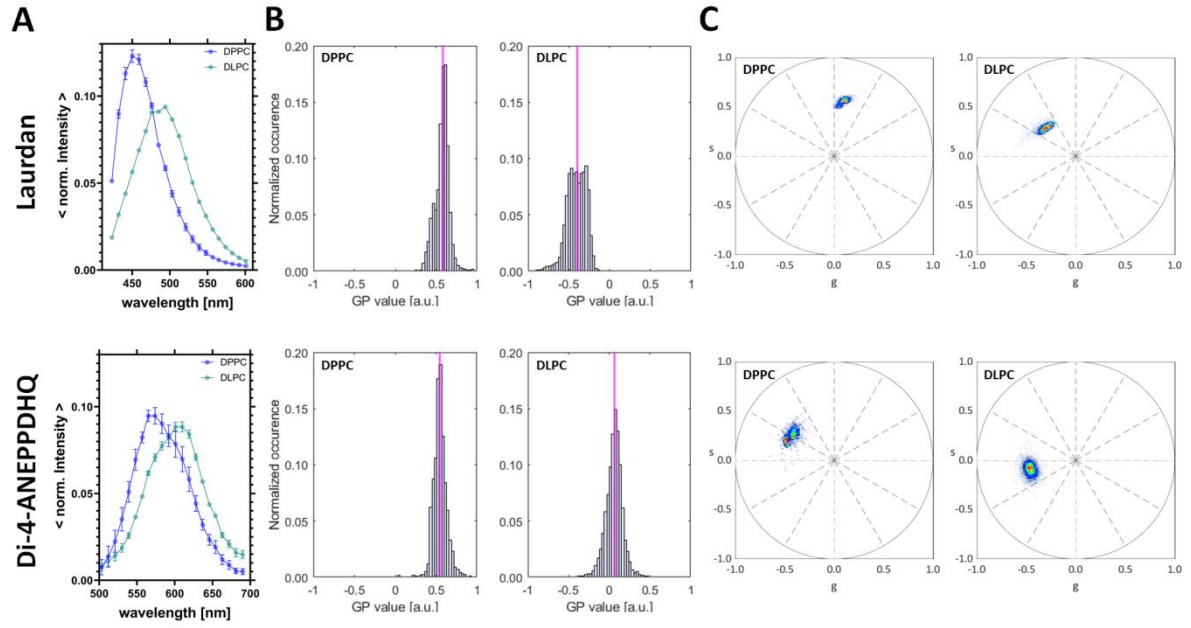 A
B
C
Laurdan
DPPC
DLPC
0.10
0.05
0.00
450 500 550 600
wavelength [nm]
< norm. Intensity >
DPPC
0.20
0.15
0.10
0.05
0.00
-1 -0.5 0 0.5 1
GP value [a.u.]
Normalized occurence
DLPC
0.20
0.15
0.10
0.05
0.00
-1 -0.5 0 0.5 1
GP value [a.u.]
DPPC
1.0
0.5
s 0.0
-0.5
-1.0
-1.0 -0.5 0.0 0.5 1.0
g
DLPC
1.0
0.5
s 0.0
-0.5
-1.0
-1.0 -0.5 0.0 0.5 1.0
g
Di-4-ANEPPDHQ
DPPC
DLPC
0.10
0.05
0.00
500 550 600 650 700
wavelength [nm]
< norm. Intensity >
DPPC
0.20
0.15
0.10
0.05
0.00
-1 -0.5 0 0.5 1
GP value [a.u.]
Normalized occurence
DLPC
0.20
0.15
0.10
0.05
0.00
-1 -0.5 0 0.5 1
GP value [a.u.]
DPPC
1.0
0.5
s 0.0
-0.5
-1.0
-1.0 -0.5 0.0 0.5 1.0
g
DLPC
1.0
0.5
s 0.0
-0.5
-1.0
-1.0 -0.5 0.0 0.5 1.0
g